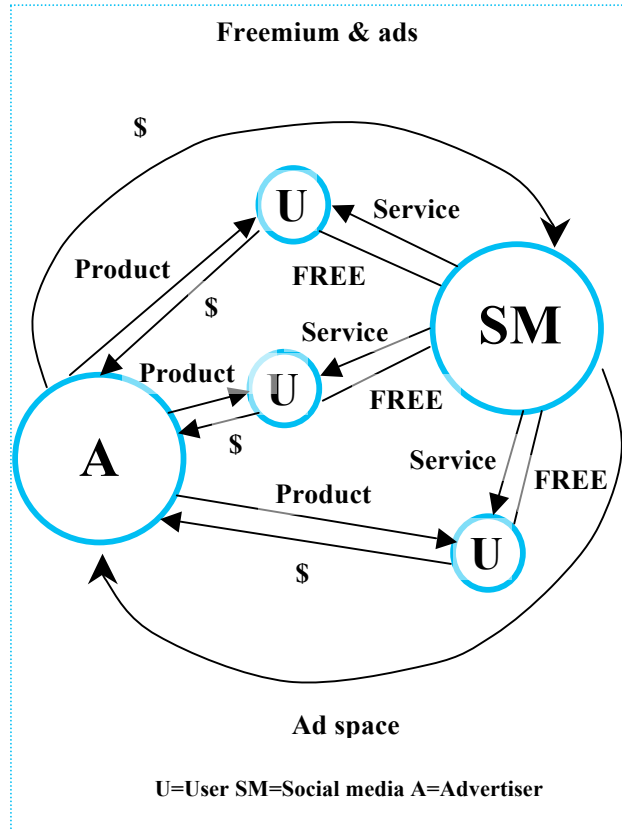 Freemium & ads
$
U
Service
Product
FREE
$
SM
Service
Product
U
FREE
$
A
Service
FREE
Product
U
$
Ad space
U=User SM=Social media A=Advertiser